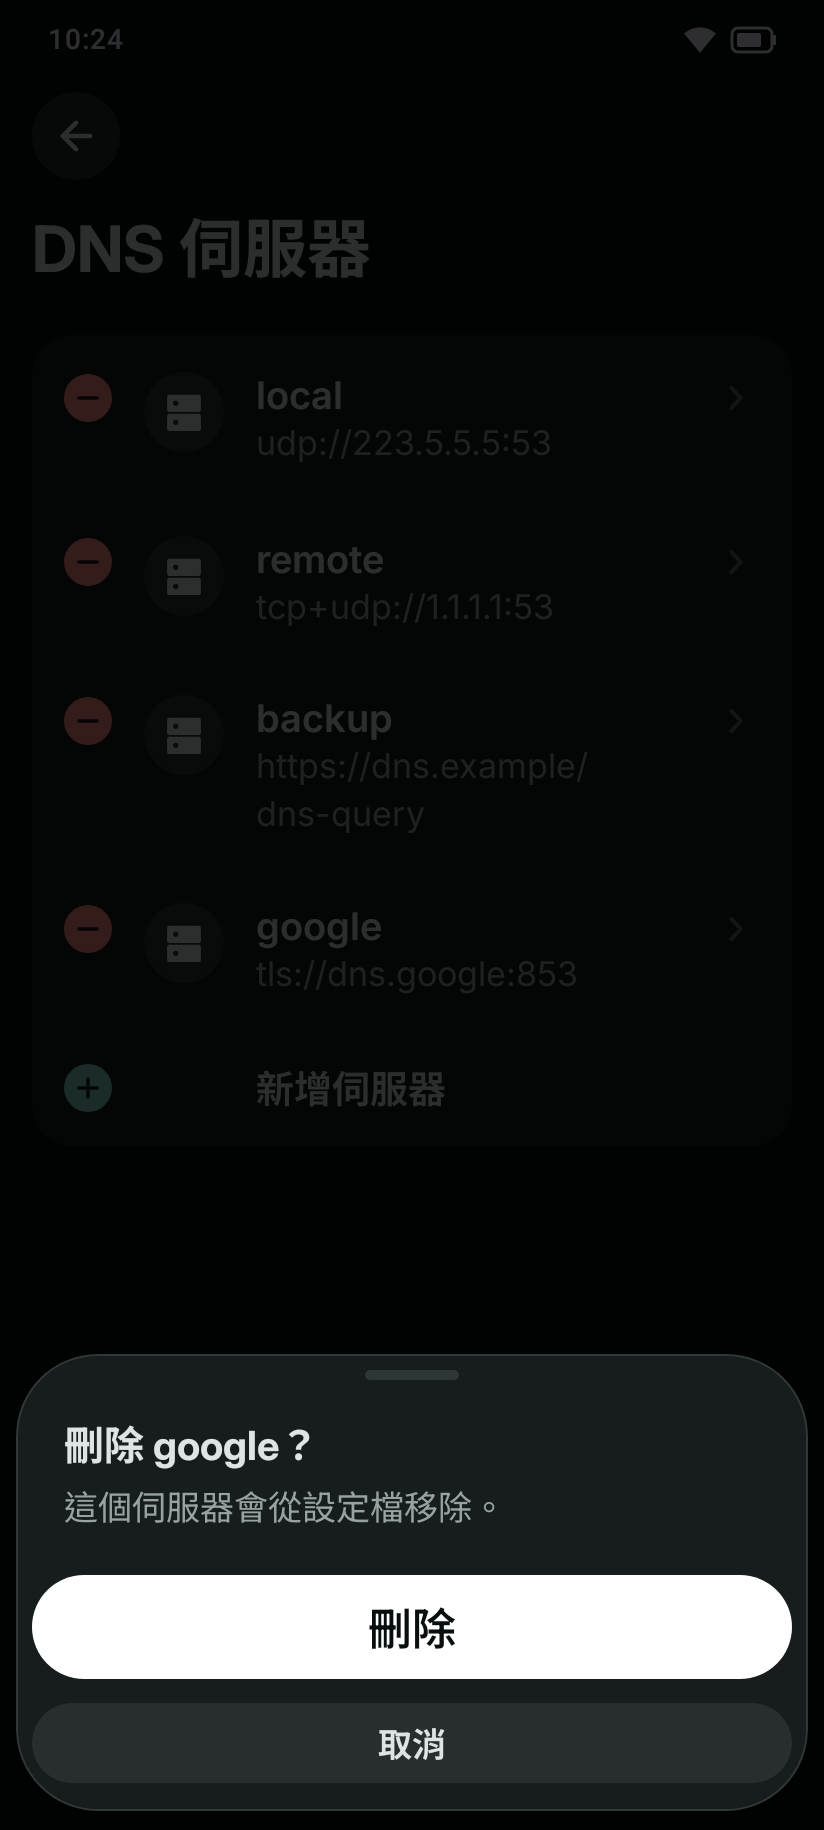 10:24
DNS 伺服器
local
udp://223.5.5.5:53
remote
tcp+udp://1.1.1.1:53
backup
https://dns.example/
dns-query
google
tls://dns.google:853
新增伺服器
刪除 google？
這個伺服器會從設定檔移除。
刪除
取消